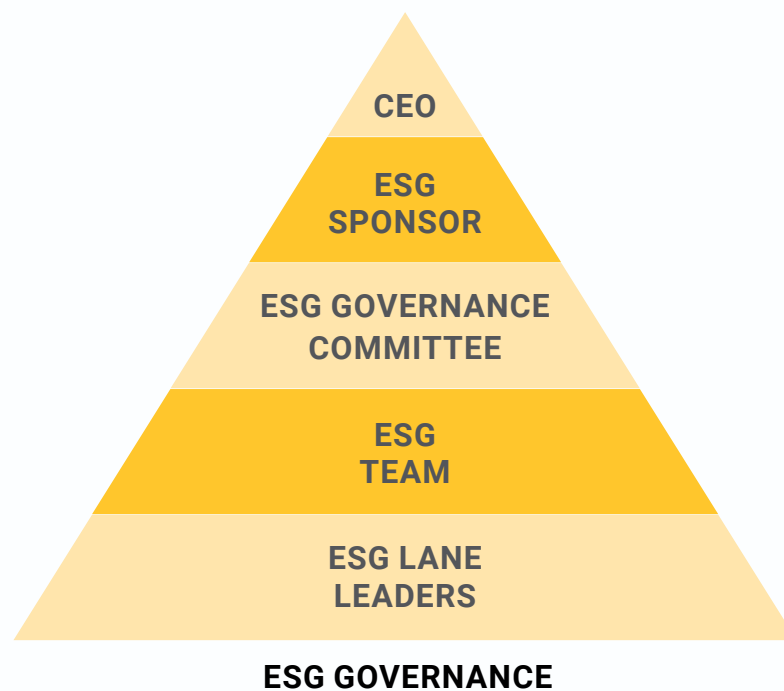 CEO
ESG
SPONSOR
ESG GOVERNANCE
COMMITTEE
ESG
TEAM
ESG LANE
LEADERS
ESG GOVERNANCE